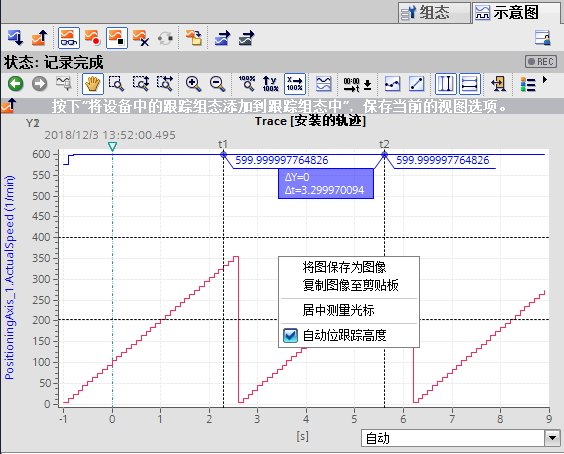 组态
示意图
状态: 记录完成
REC
100%
100%
00:00
按下"将设备中的跟踪组态添加到跟踪组态中", 保存当前的视图选项。
Trace [安装的轨迹]
2018/12/3 13:52:00.495
t1
t2
600
550
500
450
400
350
300
250
200
150
100
50
0
PositioningAxis_1.ActualSpeed (1/min)
599.999997764826
599.999997764826
ΔY=0
Δt=3.299970094
将图保存为图像
复制图像至剪贴板
居中测量光标
自动位跟踪高度
-1
0
1
2
3
4
5
6
7
8
9
[s]
自动